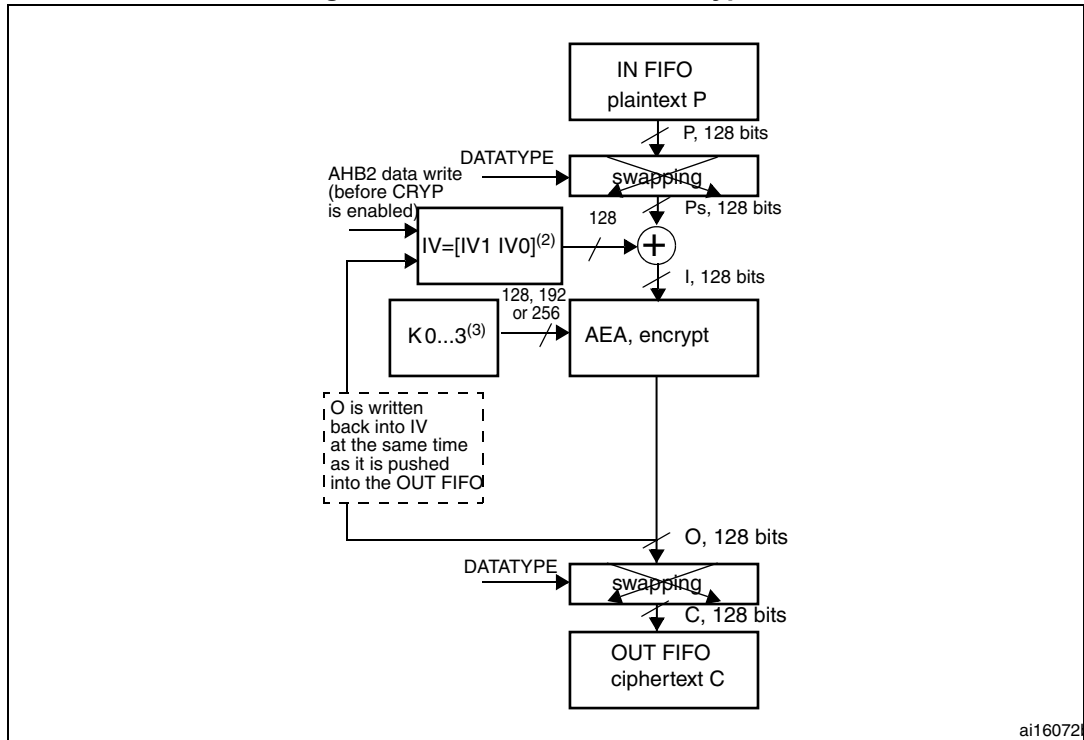 IN FIFO
plaintext P
P, 128 bits
DATATYPE
swapping
AHB2 data write
(before CRYP
is enabled)
Ps, 128 bits
128
IV=[IV1 IV0](2)
+
I, 128 bits
128, 192
or 256
K 0...3(3)
AEA, encrypt
O is written
back into IV
at the same time
as it is pushed
into the OUT FIFO
O, 128 bits
DATATYPE
swapping
C, 128 bits
OUT FIFO
ciphertext C